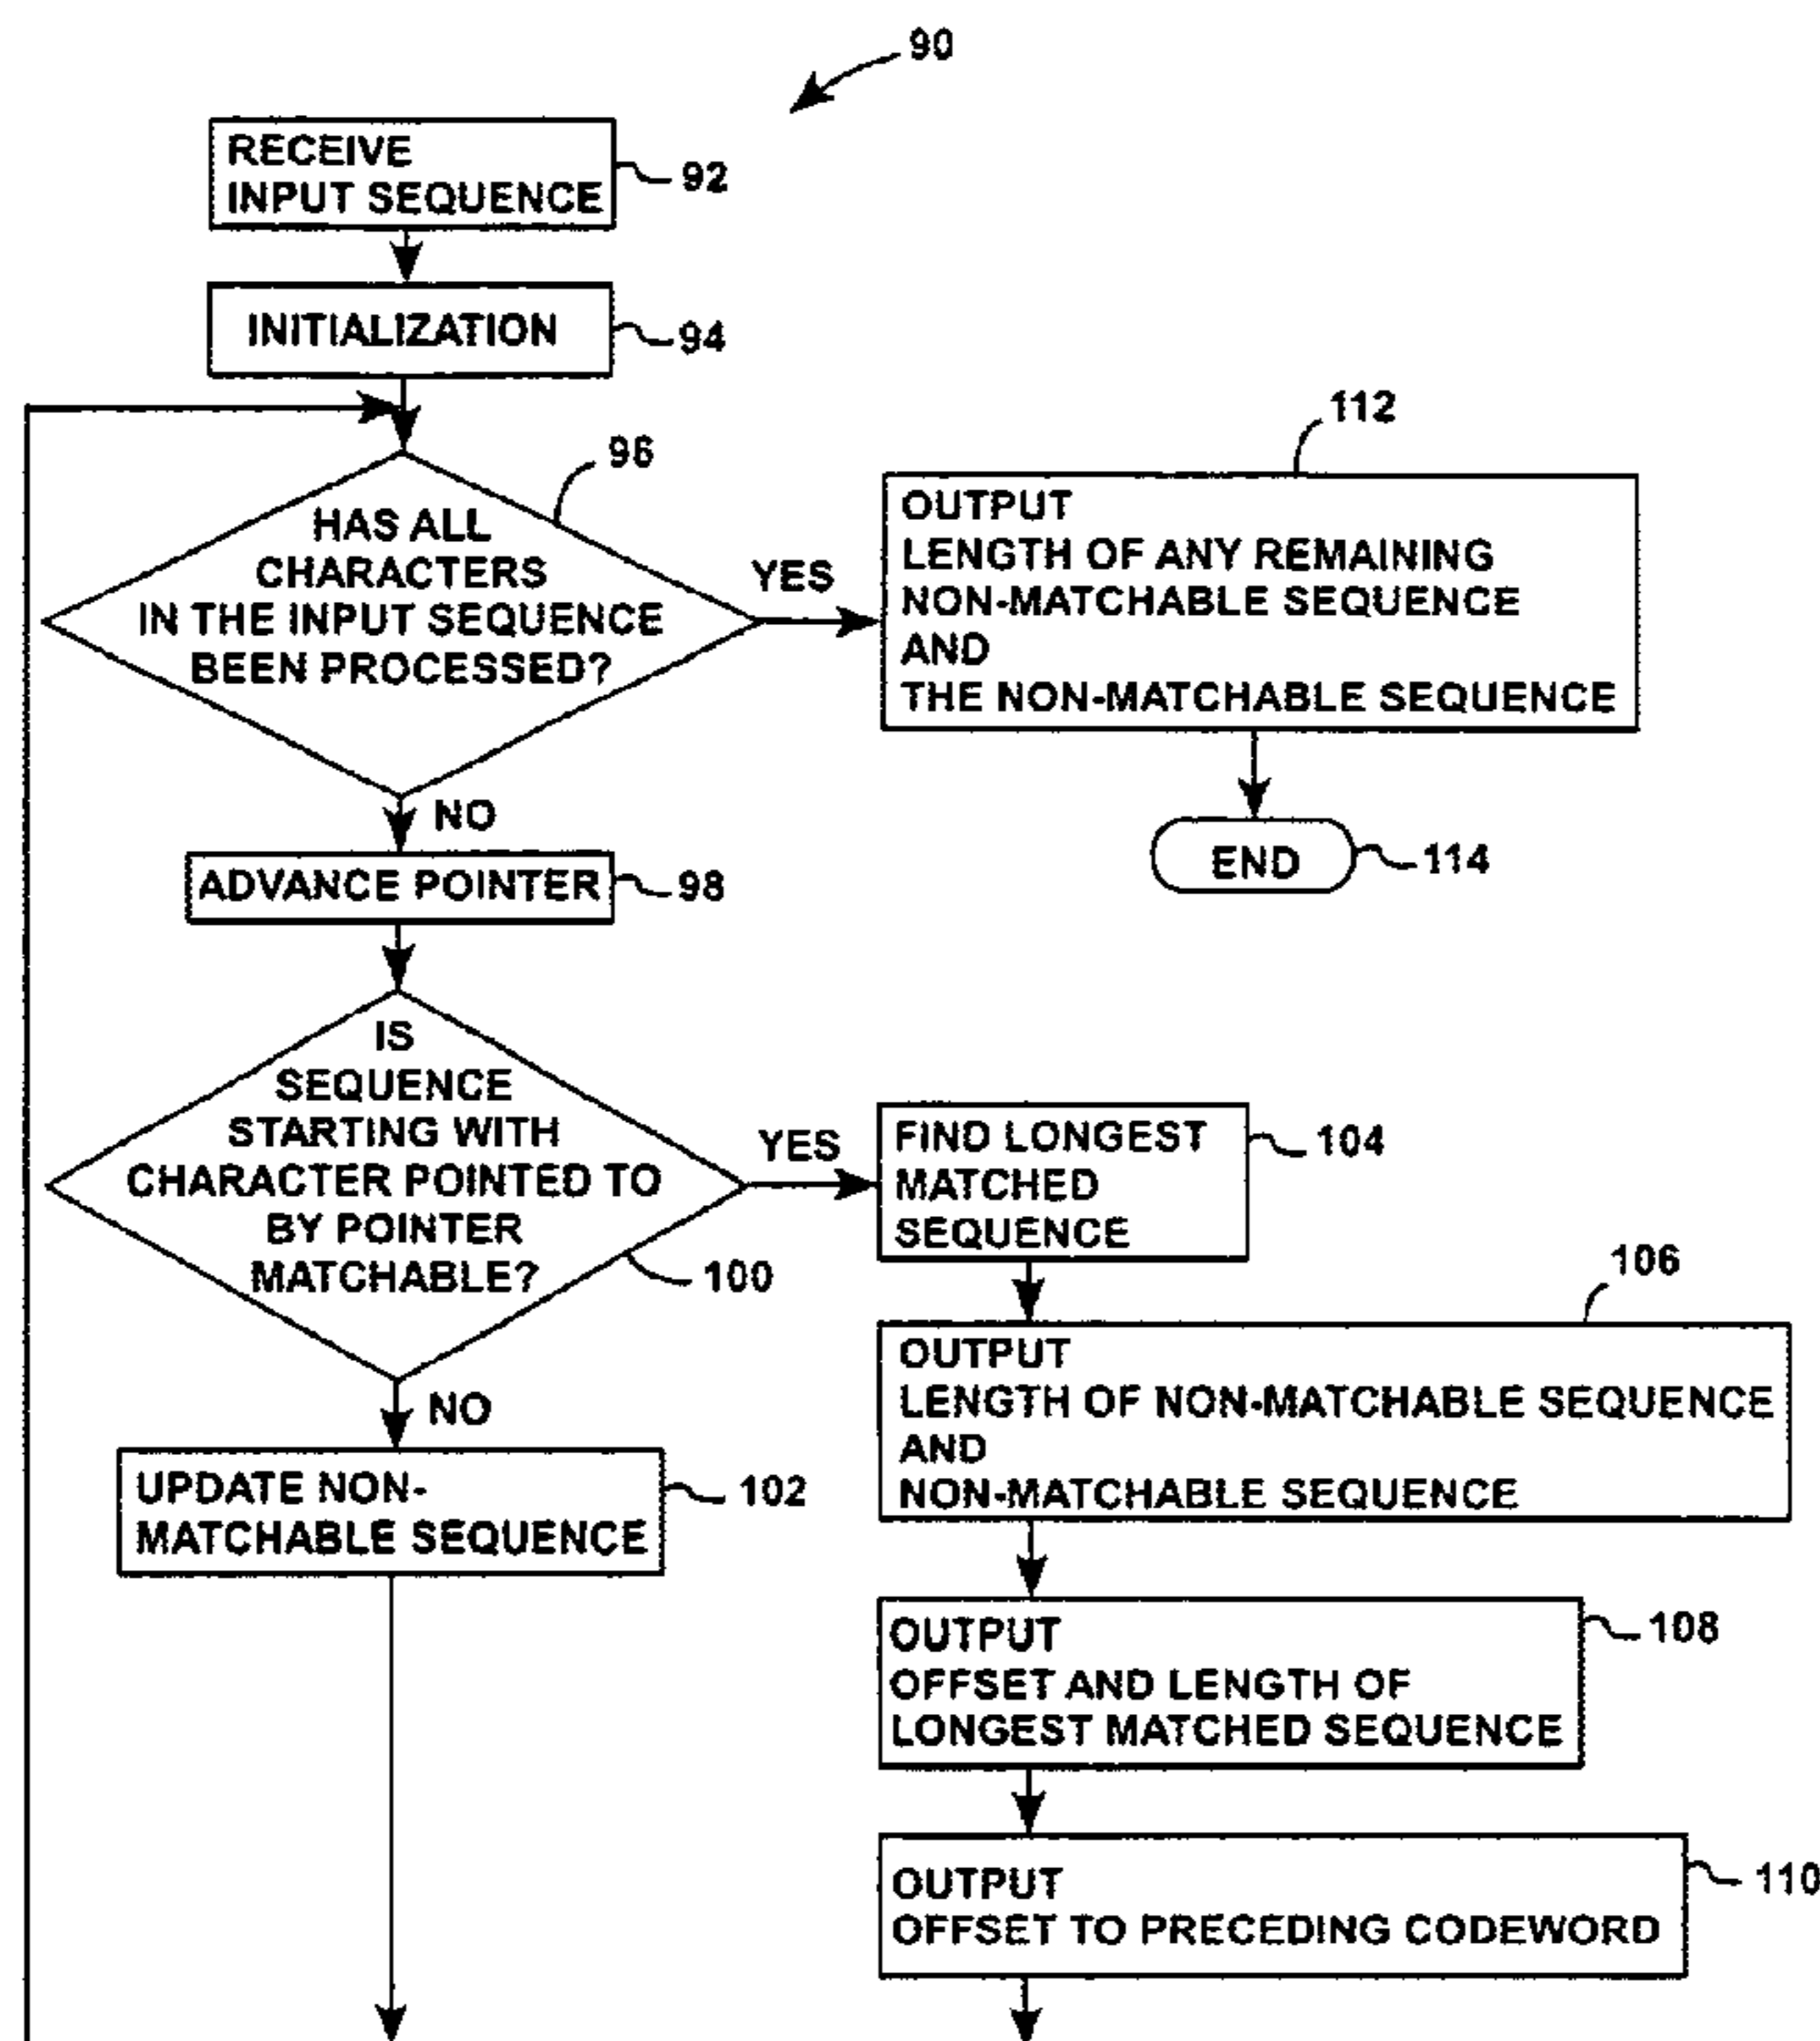 90
RECEIVE
INPUT SEQUENCE
92
INITIALIZATION
94
96
HAS ALL
CHARACTERS
IN THE INPUT SEQUENCE
BEEN PROCESSED?
YES
112
OUTPUT
LENGTH OF ANY REMAINING
NON-MATCHABLE SEQUENCE
AND
THE NON-MATCHABLE SEQUENCE
NO
END
114
ADVANCE POINTER
98
IS
SEQUENCE
STARTING WITH
CHARACTER POINTED TO
BY POINTER
MATCHABLE?
100
YES
FIND LONGEST
MATCHED
SEQUENCE
104
106
OUTPUT
LENGTH OF NON-MATCHABLE SEQUENCE
AND
NON-MATCHABLE SEQUENCE
NO
UPDATE NON-
MATCHABLE SEQUENCE
102
OUTPUT
OFFSET AND LENGTH OF
LONGEST MATCHED SEQUENCE
108
OUTPUT
OFFSET TO PRECEDING CODEWORD
110